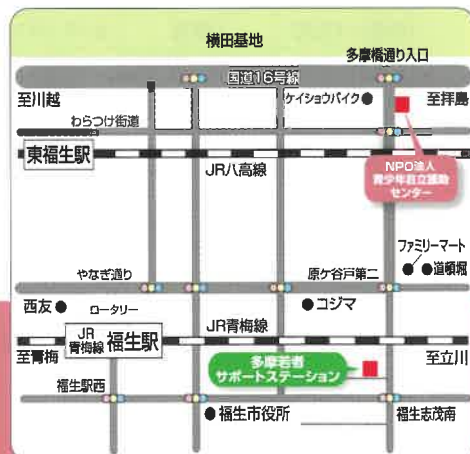 横田基地
多摩橋通り入口
国道16号線
至川越
ケイショウバイク
至拝島
わらつけ街道
東福生駅
JR八高線
NPO法人
青少年自立援助
センター
ファミリーマート
道頓堀
やなぎ通り
原ケ谷戸第二
西友
ロータリー
コジマ
JR
青梅線
福生駅
JR青梅線
至青梅
多摩若者
サポートステーション
至立川
福生駅西
福生市役所
福生志茂南